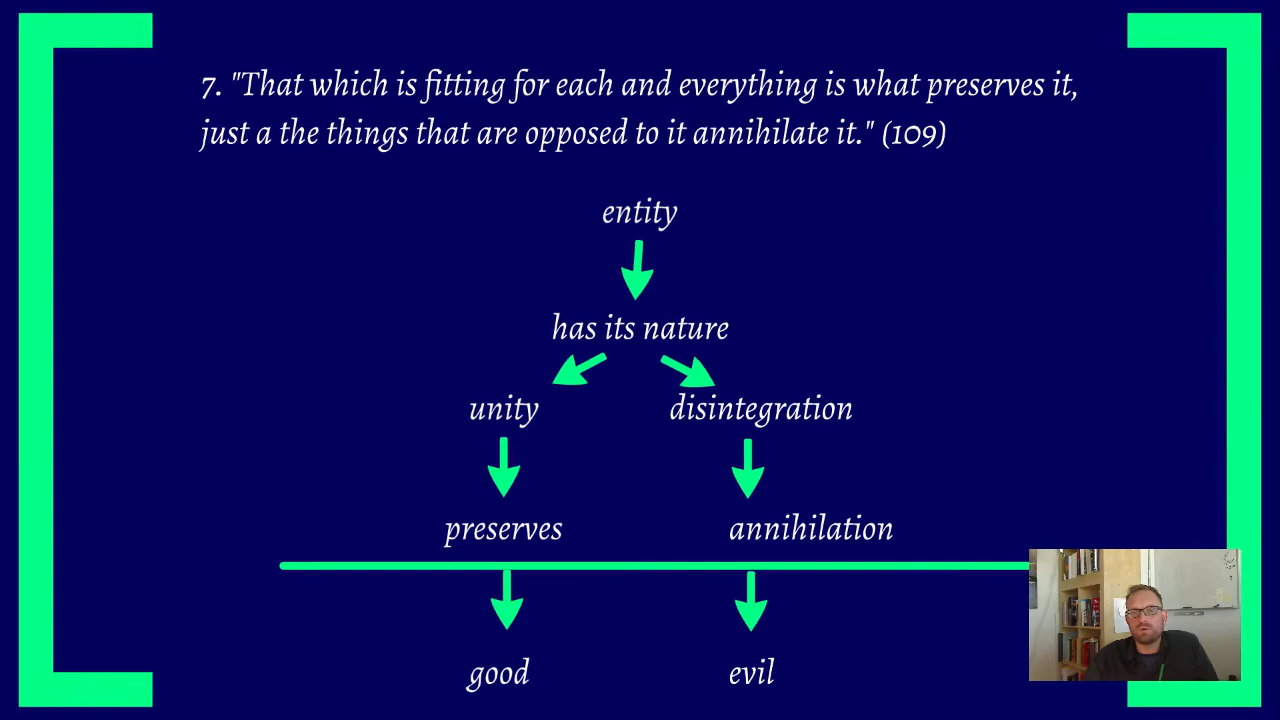 7. "That which is fitting for each and everything is what preserves it,
just a the things that are opposed to it annihilate it." (109)
entity
has its nature
unity disintegration
preserves annihilation
good evil